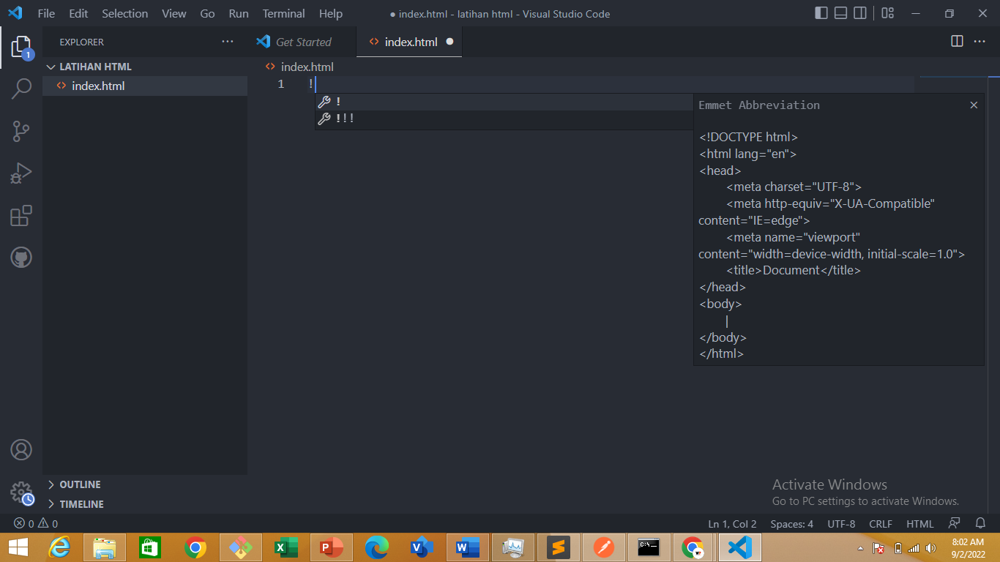 File Edit Selection View Go Run Terminal Help
● index.html - latihan html - Visual Studio Code
EXPLORER
Get Started
index.html
1
LATIHAN HTML
index.html
index.html
1 !
!
!!!
Emmet Abbreviation
<!DOCTYPE html>
<html lang="en">
<head>
<meta charset="UTF-8">
<meta http-equiv="X-UA-Compatible"
content="IE=edge">
<meta name="viewport"
content="width=device-width, initial-scale=1.0">
<title>Document</title>
</head>
<body>
</body>
</html>
OUTLINE
TIMELINE
Activate Windows
Go to PC settings to activate Windows.
0 0
Ln 1, Col 2 Spaces: 4 UTF-8 CRLF HTML
8:02 AM
9/2/2022